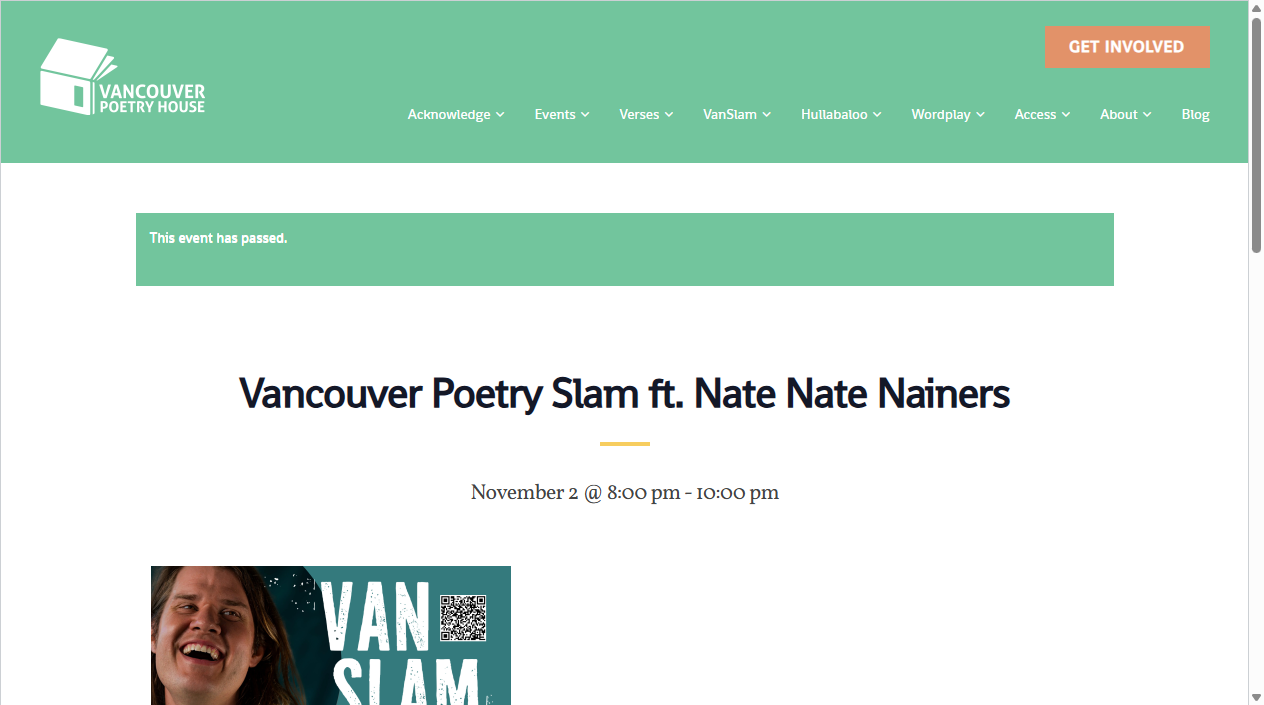 VANCOUVER
POETRY HOUSE
GET INVOLVED
Acknowledge Events Verses VanSlam Hullabaloo Wordplay Access About Blog
This event has passed.
Vancouver Poetry Slam ft. Nate Nate Nainers
November 2 @ 8:00 pm - 10:00 pm
VAN
SLAM